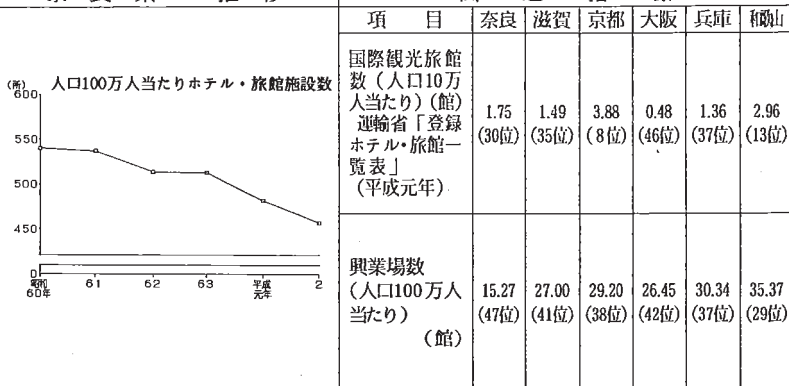 項 目 奈良 滋賀 京都 大阪 兵庫 和歌山
(所) 人口100万人当たりホテル・旅館施設数
600
550
500
450
0
昭和60年 61 62 63 平成元年 2
国際観光旅館
数(人口10万
人当たり)(館)
運輸省「登録
ホテル・旅館一
覧表」
(平成元年)
1.75 1.49 3.88 0.48 1.36 2.96
(30位) (35位) (8位) (46位) (37位) (13位)
興業場数
(人口100万人
当たり)
(館)
15.27 27.00 29.20 26.45 30.34 35.37
(47位) (41位) (38位) (42位) (37位) (29位)